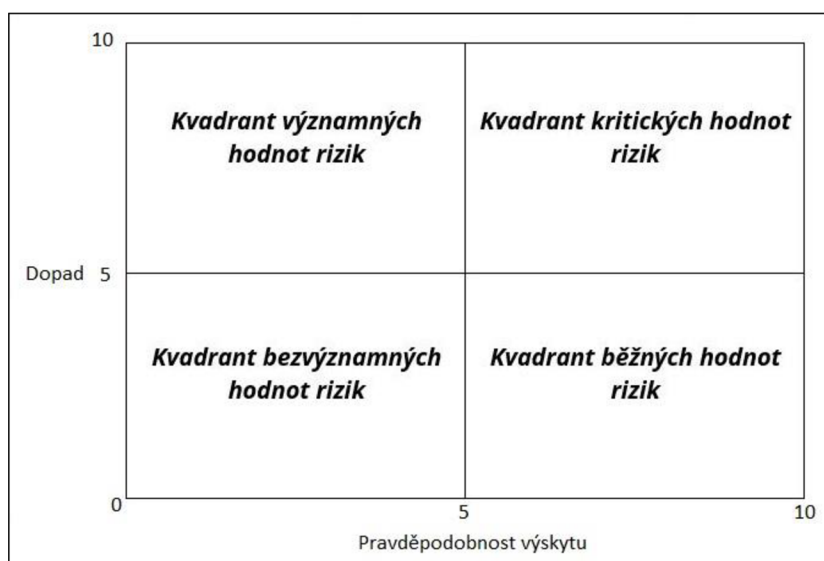 10
Kvadrant významných
hodnot rizik
Kvadrant kritických hodnot
rizik
Dopad 5
Kvadrant bezvýznamných
hodnot rizik
Kvadrant běžných hodnot
rizik
0
5
10
Pravděpodobnost výskytu